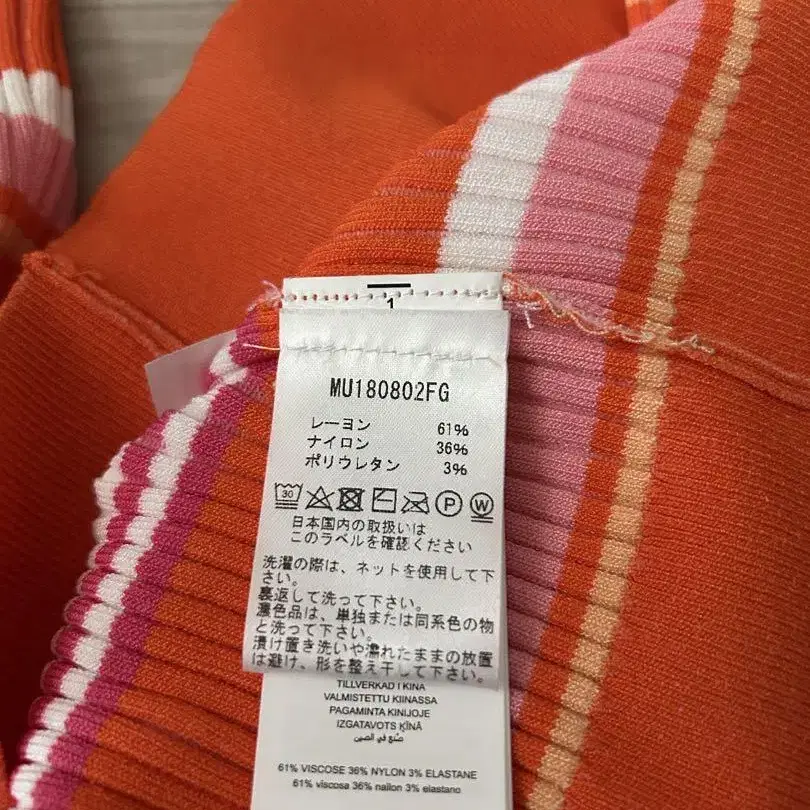 1
MU180802FG
レーヨン 61%
ナイロン 36%
ポリウレタン 3%
30
P W
日本国内の取扱いは
このラベルを確認ください
洗濯の際は、ネットを使用して下
さい。
裏返して洗って下さい。
濃色品は、単独または同系色の物
と洗って下さい。
漬け置き洗いや濡れたままの放置
は避け、形を整え干して下さい。
TILLVERKAD I KINA
VALMISTETTU KIINASSA
PAGAMINTA KINIJOJE
IZGATAVOTS ĶĪNĀ
صنع في الصين
61% VISCOSE 36% NYLON 3% ELASTANE
61% viscosa 36% nailon 3% elastano